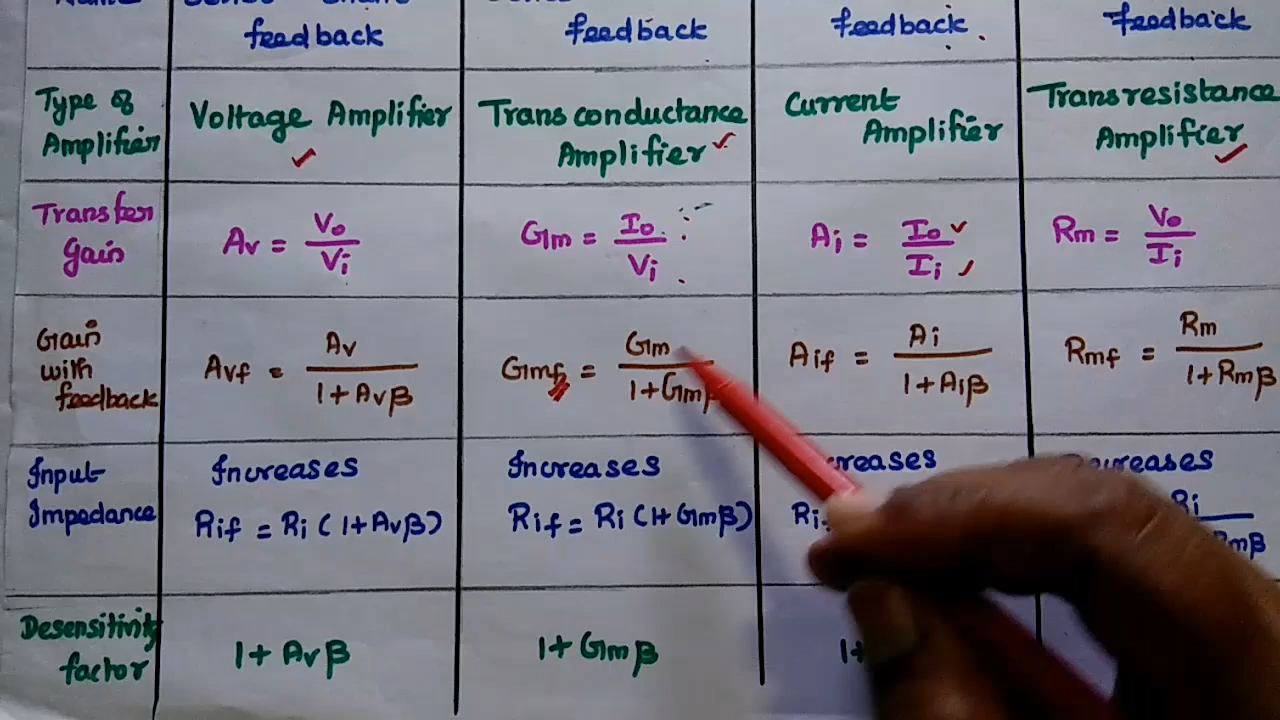 feedback feedback feedback feedback
Type of Amplifier Voltage Amplifier Transconductance Amplifier Current Amplifier Transresistance Amplifier
Transfer Gain Av = Vo/Vi Gm = Io/Vi Ai = Io/Ii Rm = Vo/Ii
Gain with feedback Avf = Av/1+Avβ Gmf = Gm/1+Gmβ Aif = Ai/1+Aiβ Rmf = Rm/1+Rmβ
Input Impedance Increases Increases
Rif = Ri (1+Avβ) Rif = Ri (1+Gmβ)
Desensitivity factor 1+Avβ 1+Gmβ